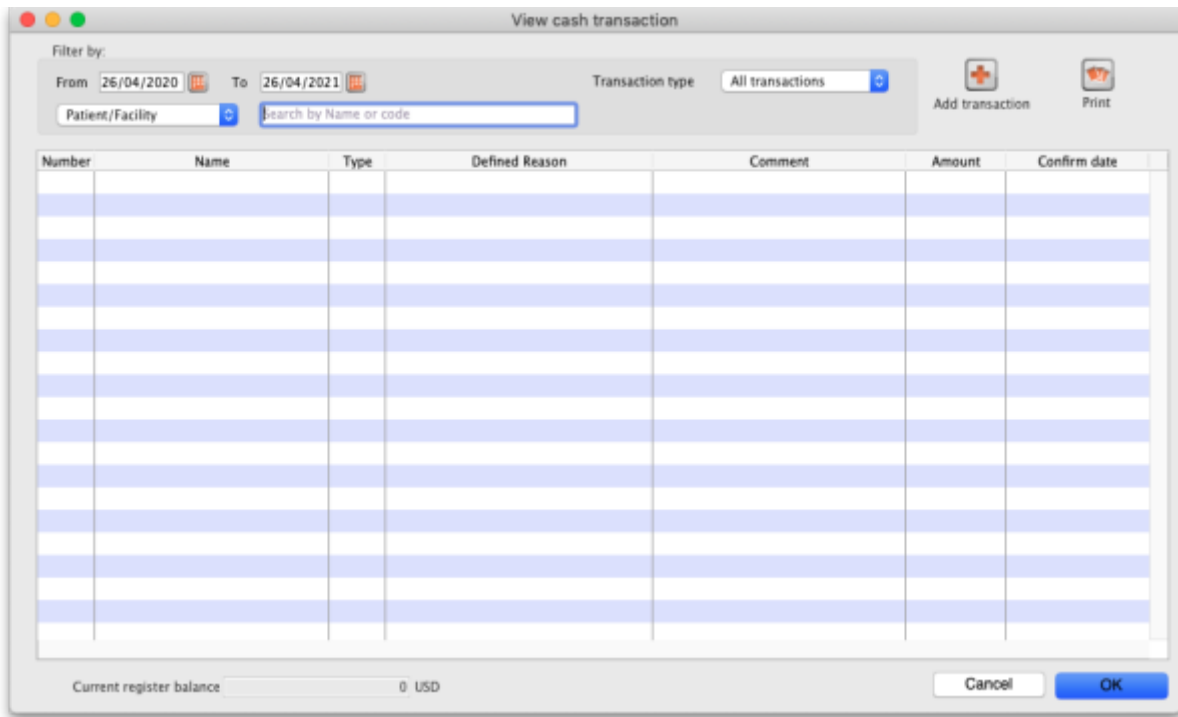 View cash transaction
Filter by:
From 26/04/2020 To 26/04/2021 Transaction type All transactions
Add transaction Print
Patient/Facility Search by Name or code
Number Name Type Defined Reason Comment Amount Confirm date
Current register balance 0 USD Cancel OK